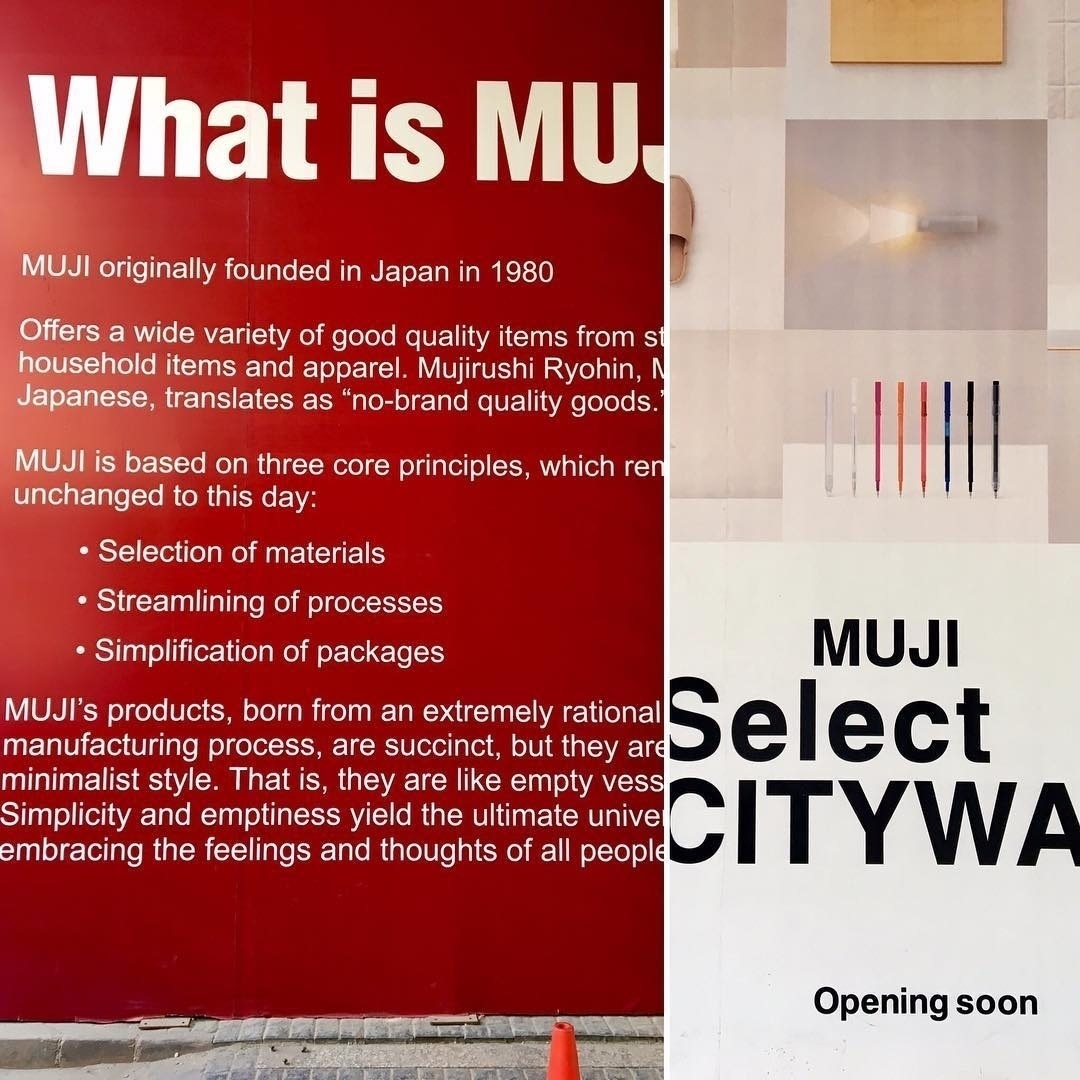 What is MUJ
MUJI originally founded in Japan in 1980
Offers a wide variety of good quality items from st
household items and apparel. Mujirushi Ryohin, M
Japanese, translates as “no-brand quality goods.”
MUJI is based on three core principles, which ren
unchanged to this day:
• Selection of materials
• Streamlining of processes
• Simplification of packages
MUJI’s products, born from an extremely rational
manufacturing process, are succinct, but they are
minimalist style. That is, they are like empty vess
Simplicity and emptiness yield the ultimate univer
embracing the feelings and thoughts of all people
MUJI
Select
CITYWA
Opening soon